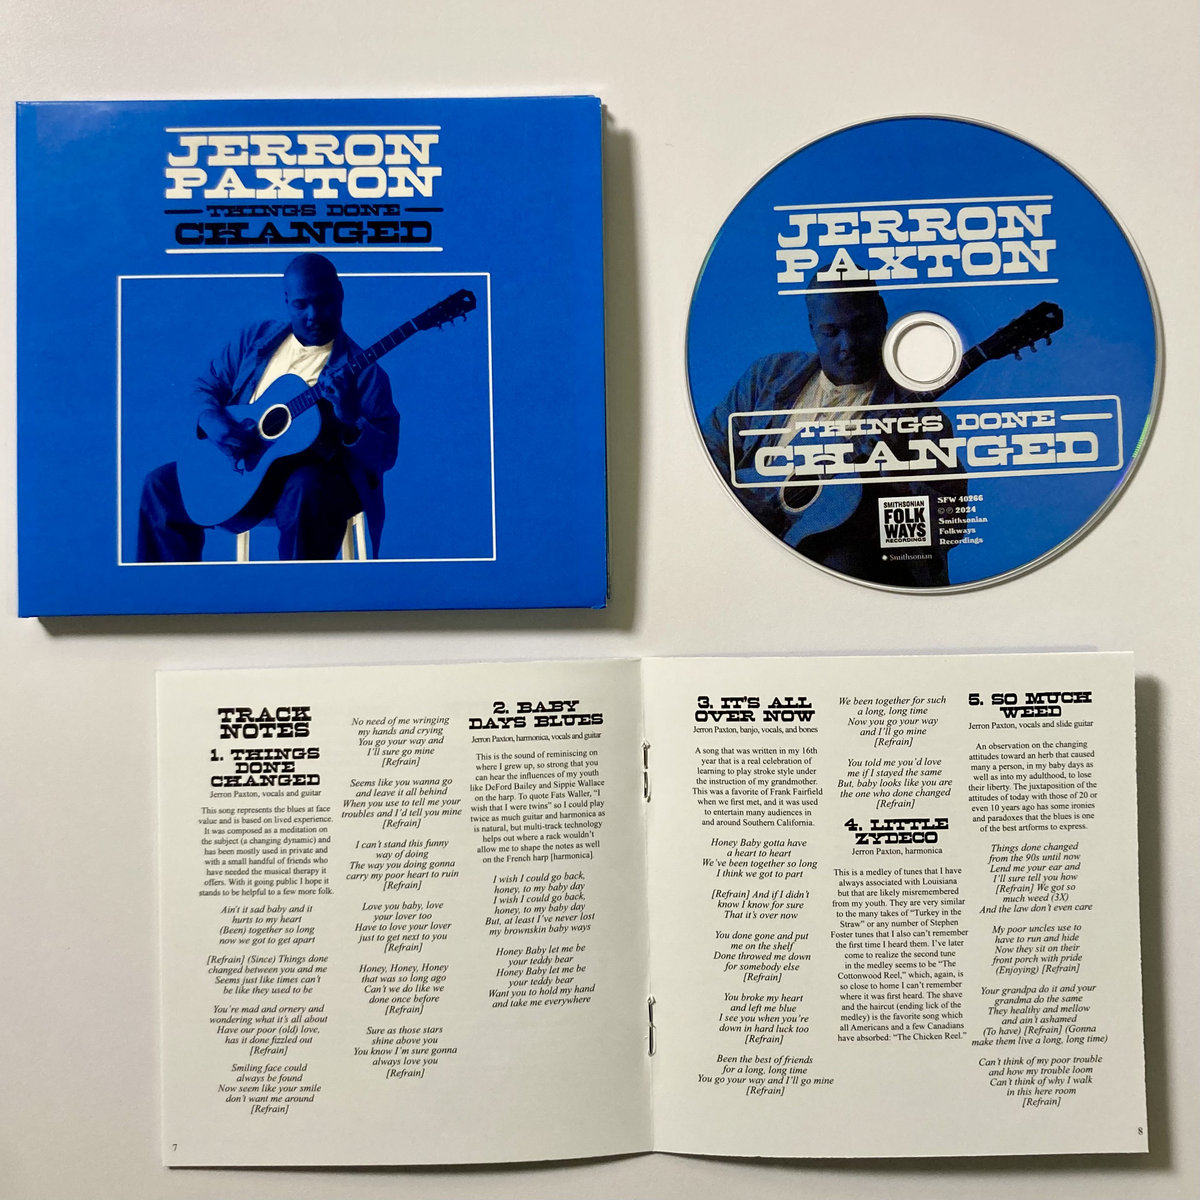 JERRON
PAXTON
THINGS DONE
CHANGED
JERRON
PAXTON
THINGS DONE
CHANGED
SMITHSONIAN
FOLK
WAYS
RECORDINGS
SFW 40266
© ℗ 2024
Smithsonian
Folkways
Recordings
Smithsonian
TRACK
NOTES
1. THINGS
DONE
CHANGED
Jerron Paxton, vocals and guitar
This song represents the blues at face
value and is based on lived experience.
It was composed as a meditation on
the subject (a changing dynamic) and
has been mostly used in private and
with a small handful of friends who
have needed the musical therapy it
offers. With it going public I hope it
stands to be helpful to a few more folk.
Ain't it sad baby and it
hurts to my heart
(Been) together so long
now we got to get apart
[Refrain] (Since) Things done
changed between you and me
Seems just like times can't
be like they used to be
You're mad and ornery and
wondering what it's all about
Have our poor (old) love,
has it done fizzled out
[Refrain]
Smiling face could
always be found
Now seem like your smile
don't want me around
[Refrain]
7
No need of me wringing
my hands and crying
You go your way and
I'll sure go mine
[Refrain]
Seems like you wanna go
and leave it all behind
When you use to tell me your
troubles and I'd tell you mine
[Refrain]
I can't stand this funny
way of doing
The way you doing gonna
carry my poor heart to ruin
[Refrain]
Love you baby, love
your lover too
Have to love your lover
just to get next to you
[Refrain]
Honey, Honey, Honey
that was so long ago
Can't we do like we
done once before
[Refrain]
Sure as those stars
shine above you
You know I'm sure gonna
always love you
[Refrain]
2. BABY
DAYS BLUES
Jerron Paxton, harmonica, vocals and guitar
This is the sound of reminiscing on
where I grew up, so strong that you
can hear the influences of my youth
like DeFord Bailey and Sippie Wallace
on the harp. To quote Fats Waller, "I
wish that I were twins" so I could play
twice as much guitar and harmonica as
is natural, but multi-track technology
helps out where a rack wouldn't
allow me to shape the notes as well
on the French harp [harmonica].
I wish I could go back,
honey, to my baby day
I wish I could go back,
honey, to my baby day
But, at least I've never lost
my brownskin baby ways
Honey Baby let me be
your teddy bear
Honey Baby let me be
your teddy bear
Want you to hold my hand
and take me everywhere
3. IT'S ALL
OVER NOW
Jerron Paxton, banjo, vocals, and bones
A song that was written in my 16th
year that is a real celebration of
learning to play stroke style under
the instruction of my grandmother.
This was a favorite of Frank Fairfield
when we first met, and it was used
to entertain many audiences in
and around Southern California.
Honey Baby gotta have
a heart to heart
We've been together so long
I think we got to part
[Refrain] And if I didn't
know I know for sure
That it's over now
You done gone and put
me on the shelf
Done throwed me down
for somebody else
[Refrain]
You broke my heart
and left me blue
I see you when you're
down in hard luck too
[Refrain]
Been the best of friends
for a long, long time
You go your way and I'll go mine
[Refrain]
We been together for such
a long, long time
Now you go your way
and I'll go mine
[Refrain]
You told me you'd love
me if I stayed the same
But, baby looks like you are
the one who done changed
[Refrain]
4. LITTLE
ZYDECO
Jerron Paxton, harmonica
This is a medley of tunes that I have
always associated with Louisiana
but that are likely misremembered
from my youth. They are very similar
to the many takes of "Turkey in the
Straw" or any number of Stephen
Foster tunes that I also can't remember
the first time I heard them. I've later
come to realize the second tune
in the medley seems to be "The
Cottonwood Reel," which, again, is
so close to home I can't remember
where it was first heard. The shave
and the haircut (ending lick of the
medley) is the favorite song which
all Americans and a few Canadians
have absorbed: "The Chicken Reel."
5. SO MUCH
WEED
Jerron Paxton, vocals and slide guitar
An observation on the changing
attitudes toward an herb that caused
many a person, in my baby days as
well as into my adulthood, to lose
their liberty. The juxtaposition of the
attitudes of today with those of 20 or
even 10 years ago has some ironies
and paradoxes that the blues is one
of the best artforms to express.
Things done changed
from the 90s until now
Lend me your ear and
I'll sure tell you how
[Refrain] We got so
much weed (3X)
And the law don't even care
My poor uncles use to
have to run and hide
Now they sit on their
front porch with pride
(Enjoying) [Refrain]
Your grandpa do it and your
grandma do the same
They healthy and mellow
and ain't ashamed
(To have) [Refrain] (Gonna
make them live a long, long time)
Can't think of my poor trouble
and how my trouble loom
Can't think of why I walk
in this here room
[Refrain]
8